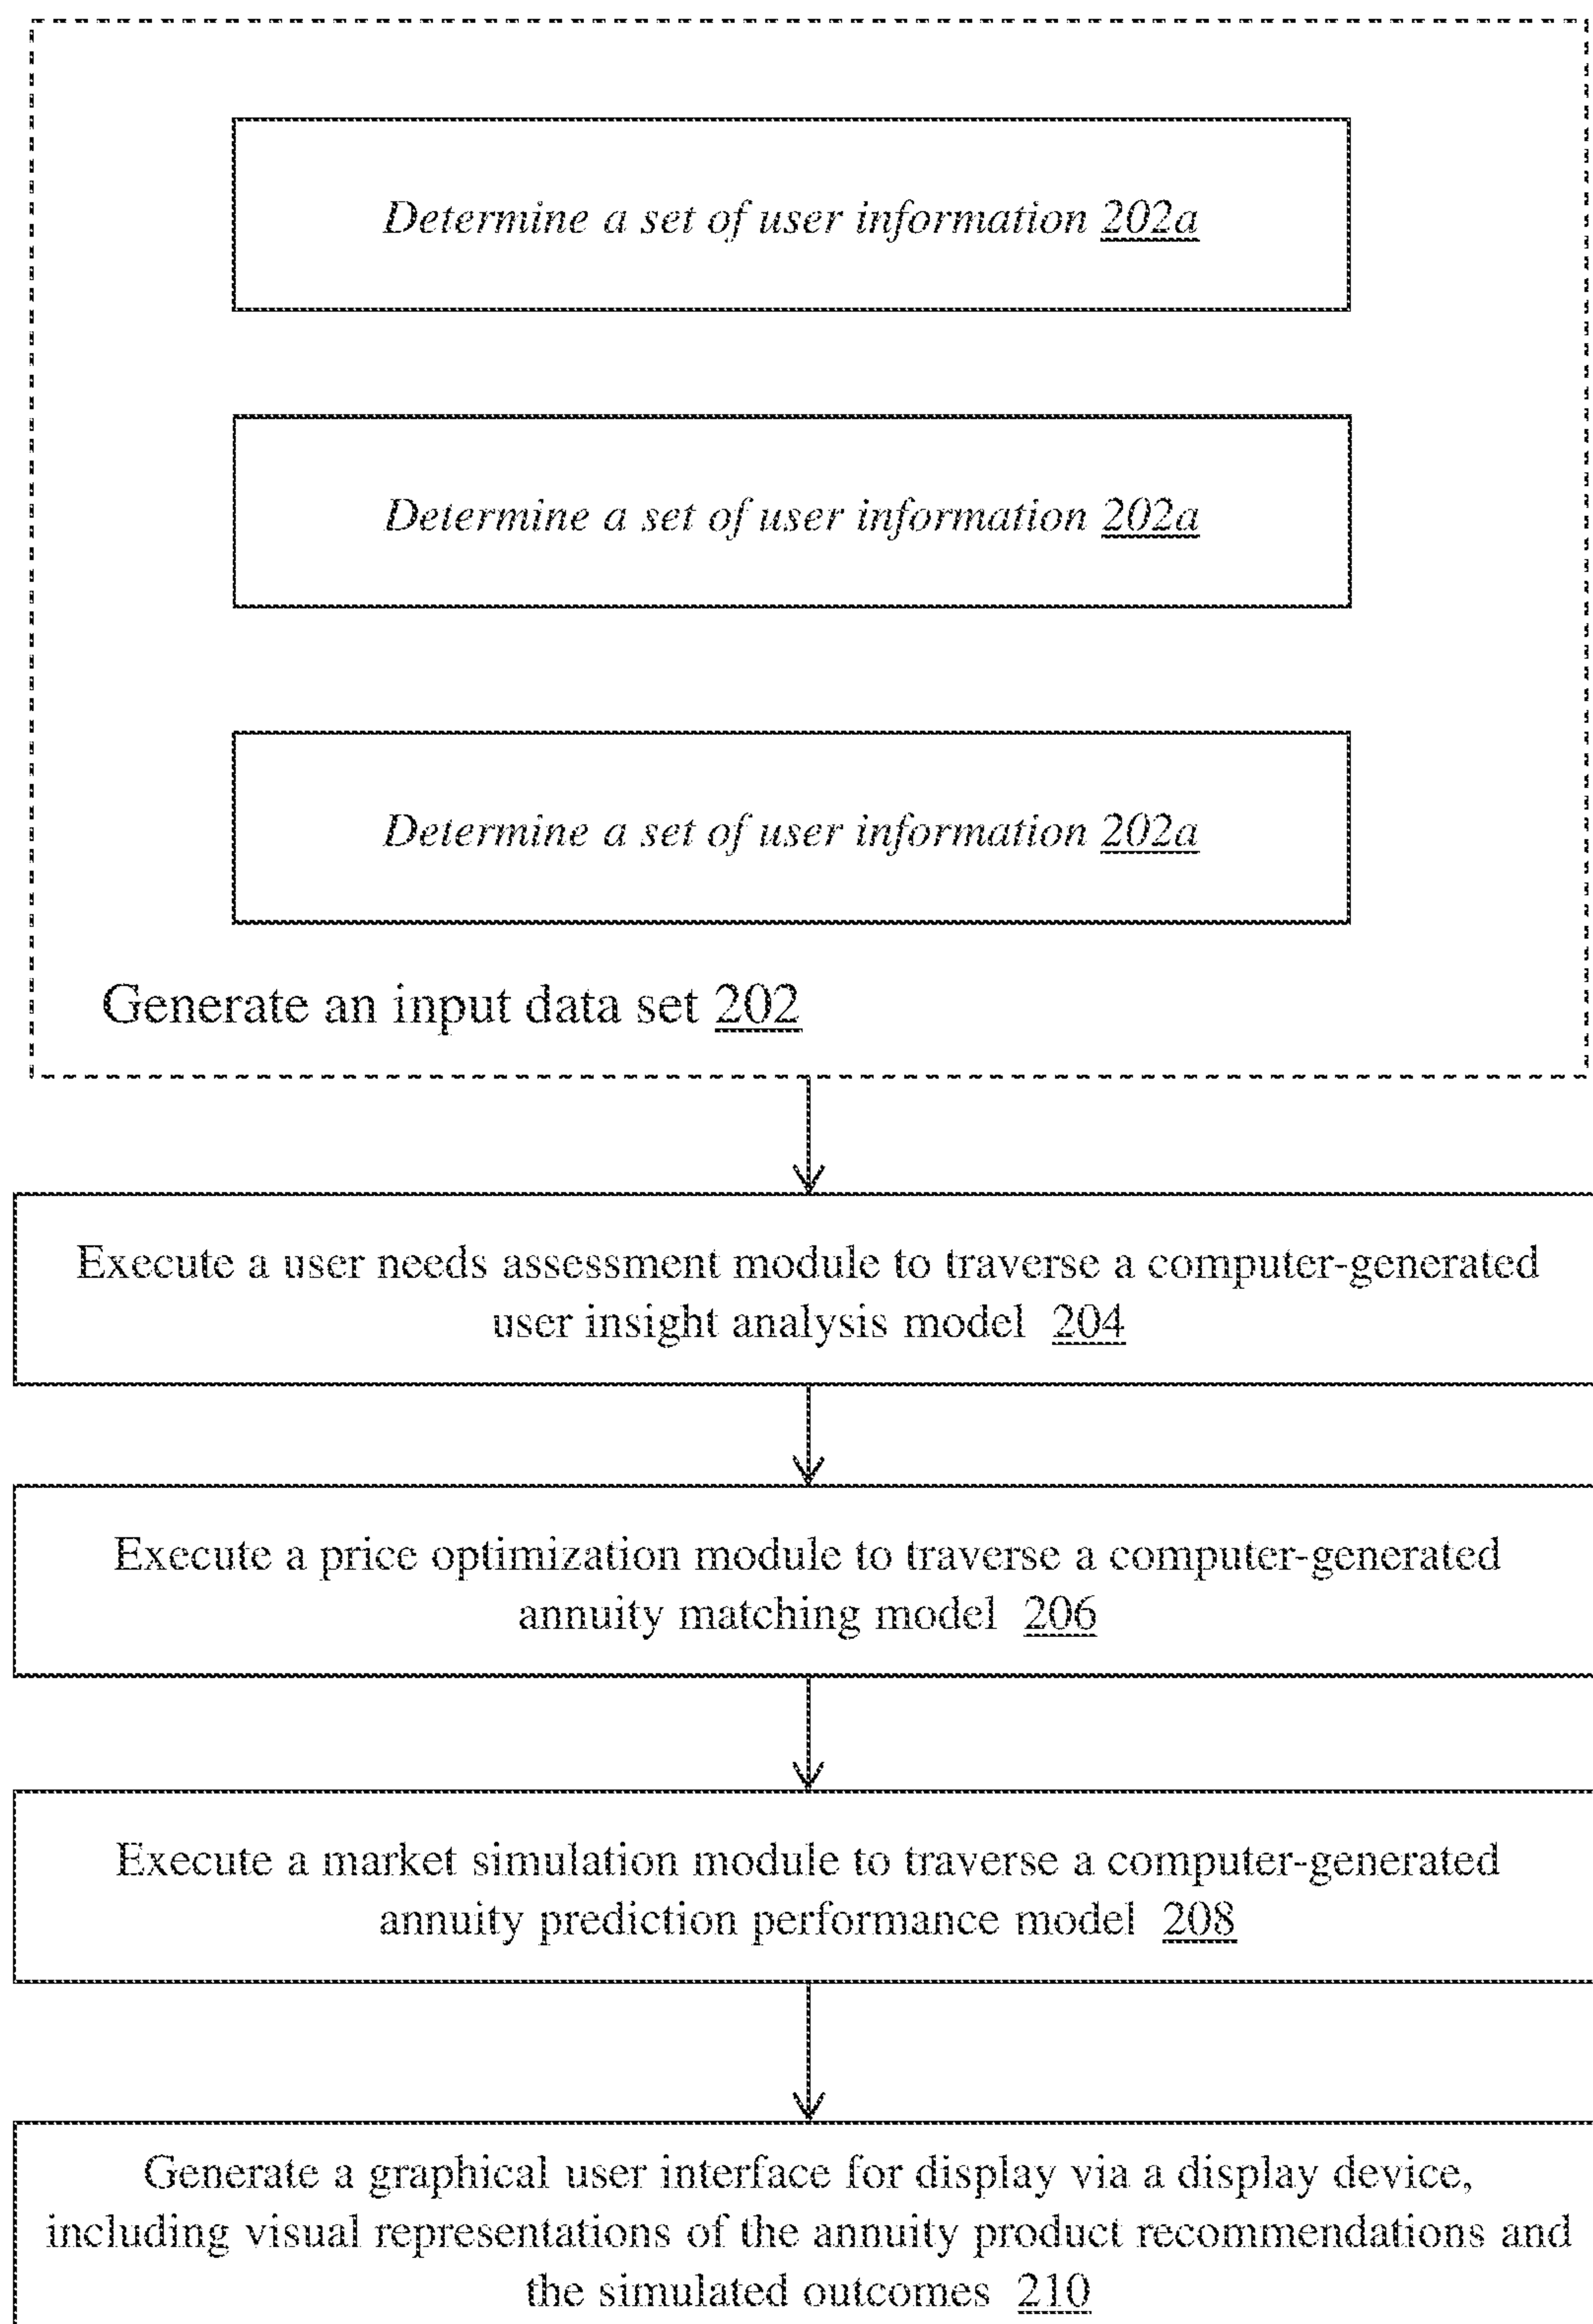 Determine a set of user information 202a
Determine a set of user information 202a
Determine a set of user information 202a
Generate an input data set 202
Execute a user needs assessment module to traverse a computer-generated
user insight analysis model 204
Execute a price optimization module to traverse a computer-generated
annuity matching model 206
Execute a market simulation module to traverse a computer-generated
annuity prediction performance model 208
Generate a graphical user interface for display via a display device,
including visual representations of the annuity product recommendations and
the simulated outcomes 210